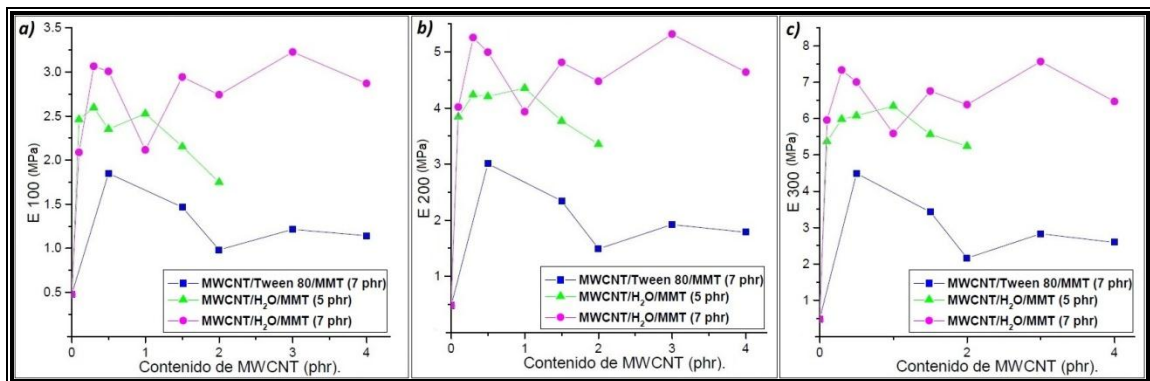 a)
E 100 (MPa)
3.5
3.0
2.5
2.0
1.5
1.0
0.5
0 1 2 3 4
Contenido de MWCNT (phr).
MWCNT/Tween 80/MMT (7 phr)
MWCNT/H₂O/MMT (5 phr)
MWCNT/H₂O/MMT (7 phr)
b)
E 200 (MPa)
5
4
3
2
1
0 1 2 3 4
Contenido de MWCNT (phr).
MWCNT/Tween 80/MMT (7 phr)
MWCNT/H₂O/MMT (5 phr)
MWCNT/H₂O/MMT (7 phr)
c)
E 300 (MPa)
8
7
6
5
4
3
2
1
0 1 2 3 4
Contenido de MWCNT (phr).
MWCNT/Tween 80/MMT (7 phr)
MWCNT/H₂O/MMT (5 phr)
MWCNT/H₂O/MMT (7 phr)